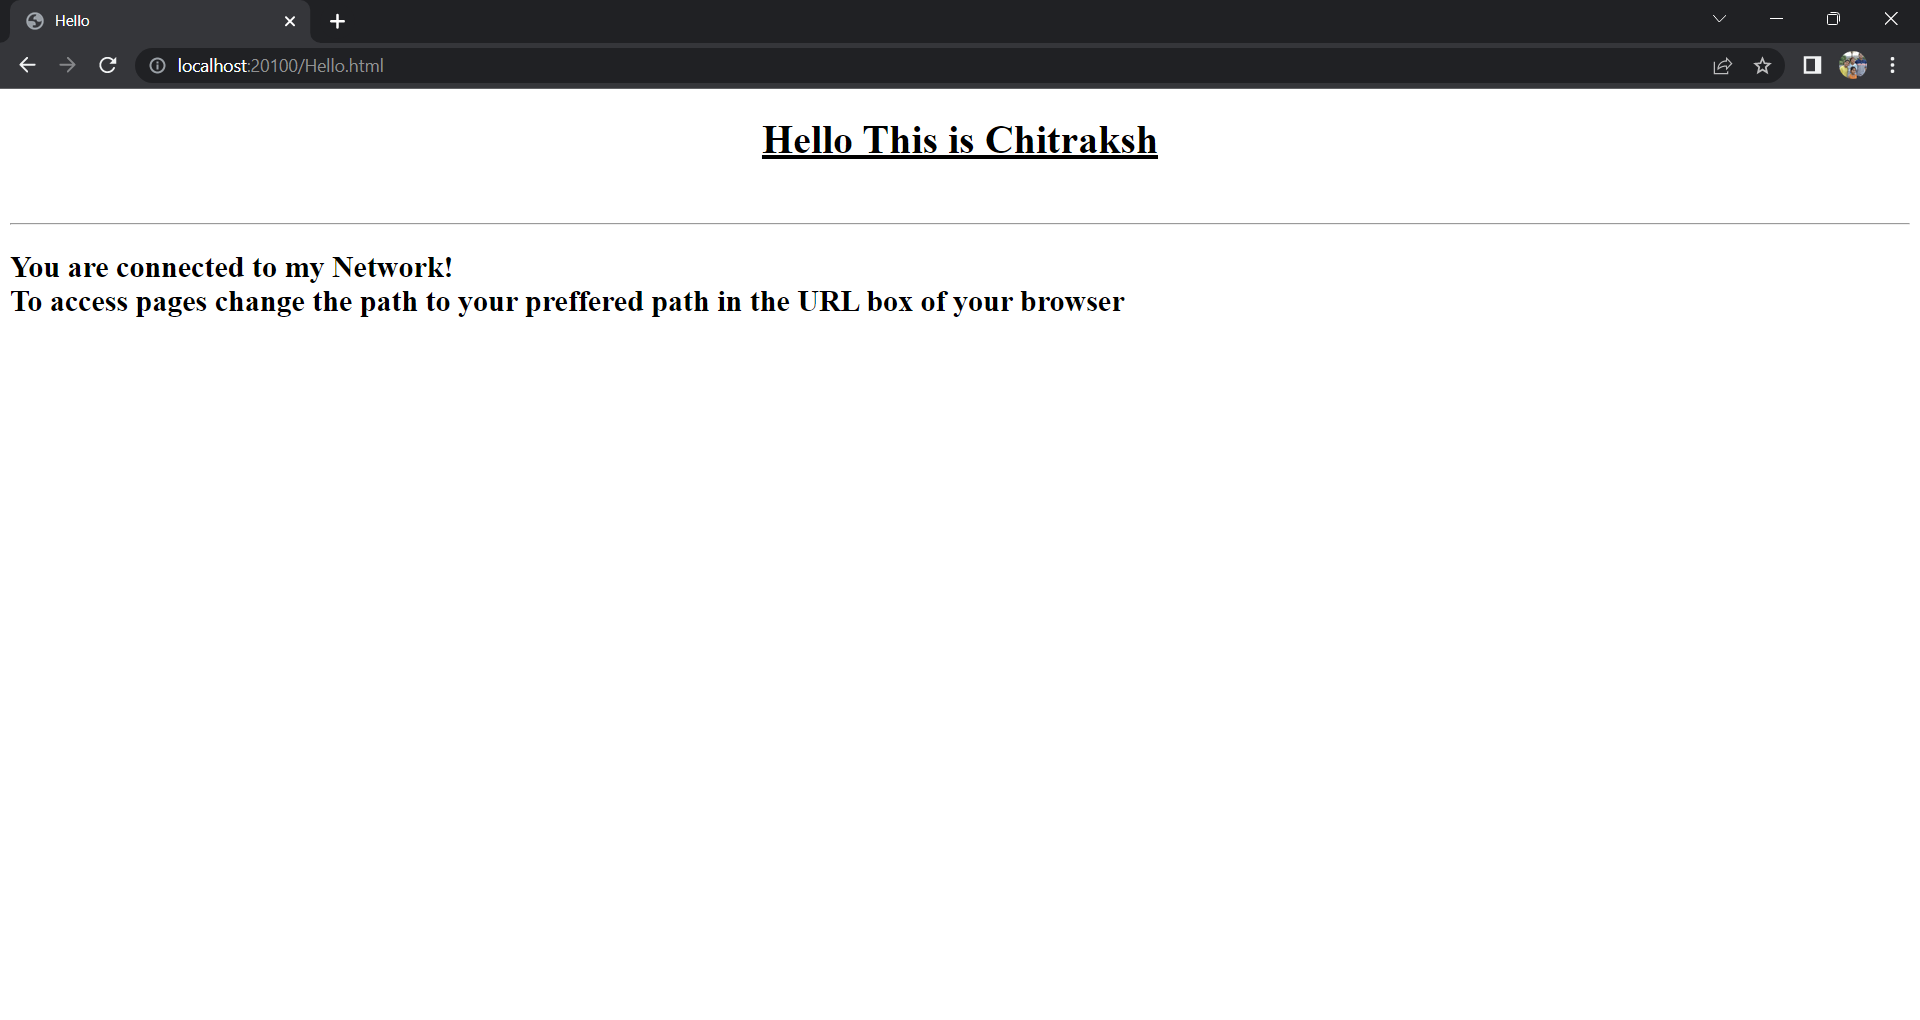 Hello
localhost:20100/Hello.html
Hello This is Chitraksh
You are connected to my Network!
To access pages change the path to your preffered path in the URL box of your browser